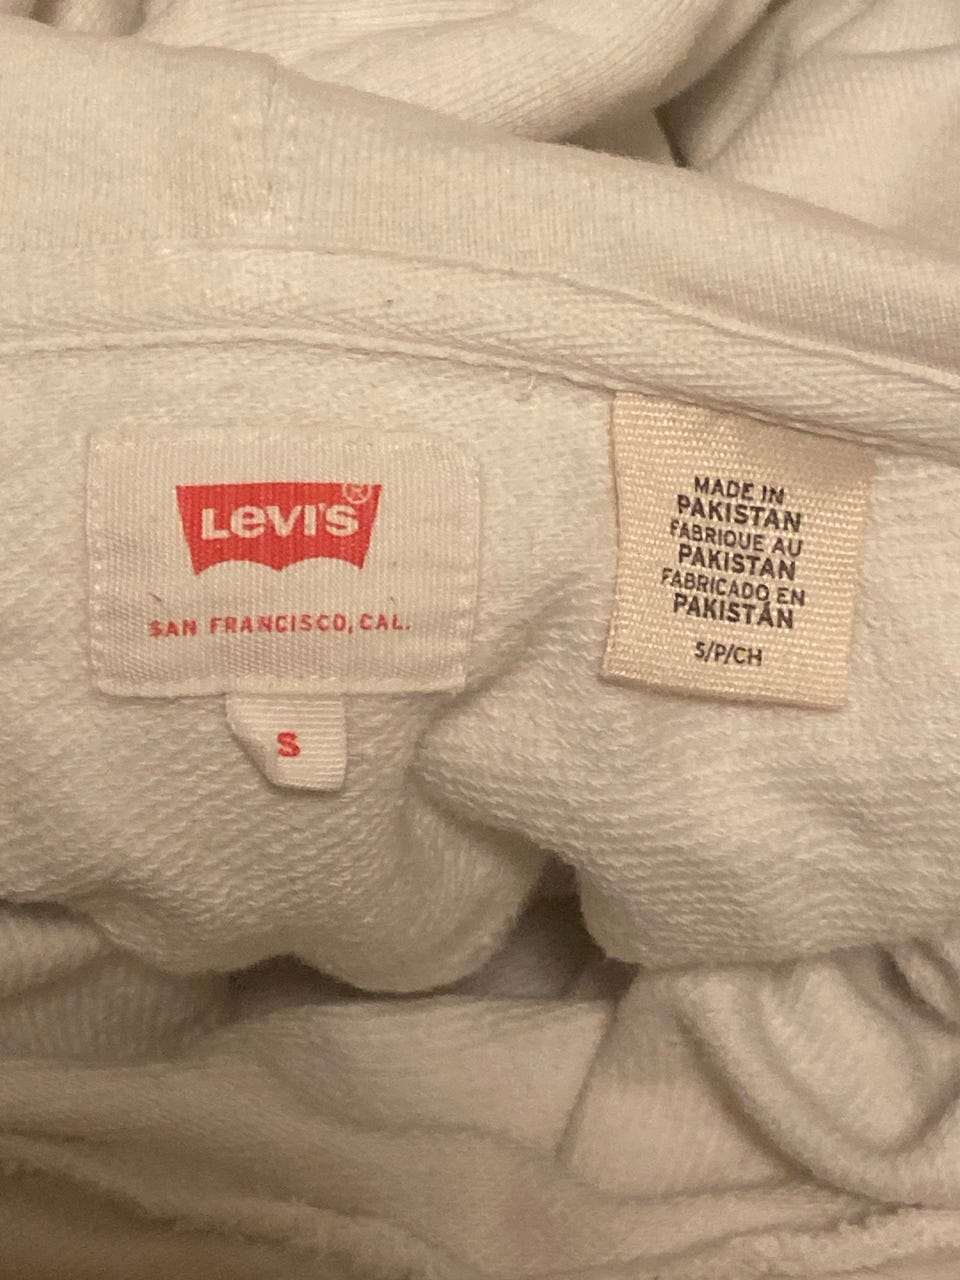 Levi's®
SAN FRANCISCO, CAL.
S
MADE IN
PAKISTAN
FABRIQUE AU
PAKISTAN
FABRICADO EN
PAKISTÁN
S/P/CH